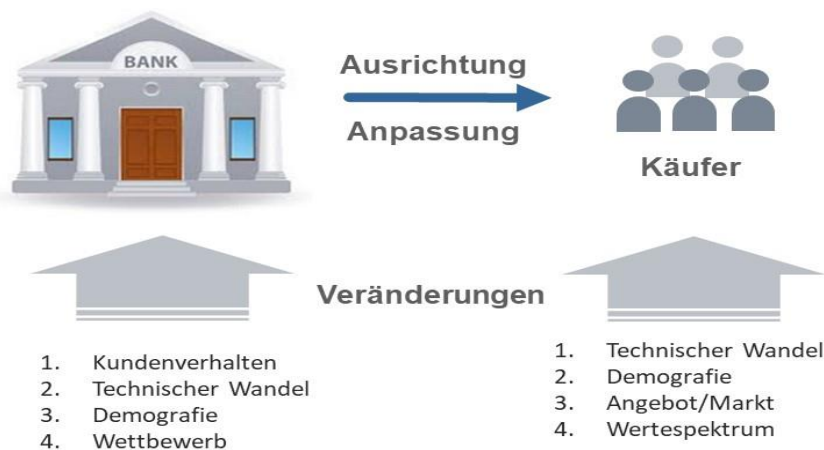 BANK
Ausrichtung
Anpassung
Käufer
Veränderungen
1. Kundenverhalten
2. Technischer Wandel
3. Demografie
4. Wettbewerb
1. Technischer Wandel
2. Demografie
3. Angebot/Markt
4. Wertespektrum